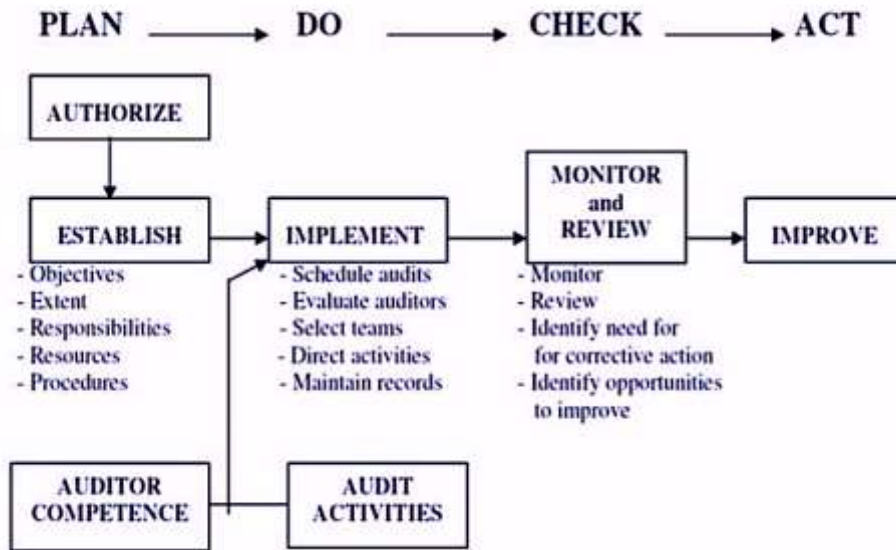 PLAN DO CHECK ACT
AUTHORIZE
ESTABLISH
- Objectives
- Extent
- Responsibilities
- Resources
- Procedures
IMPLEMENT
- Schedule audits
- Evaluate auditors
- Select teams
- Direct activities
- Maintain records
MONITOR
and
REVIEW
- Monitor
- Review
- Identify need for
for corrective action
- Identify opportunities
to improve
IMPROVE
AUDITOR
COMPETENCE
AUDIT
ACTIVITIES